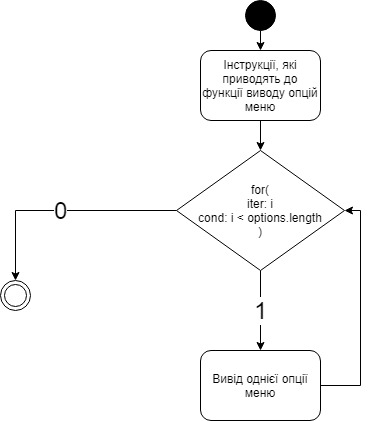 Інструкції, які
приводять до
функції виводу опцій
меню
for(
iter: i
cond: i < options.length
)
0
1
Вивід однієї опції
меню